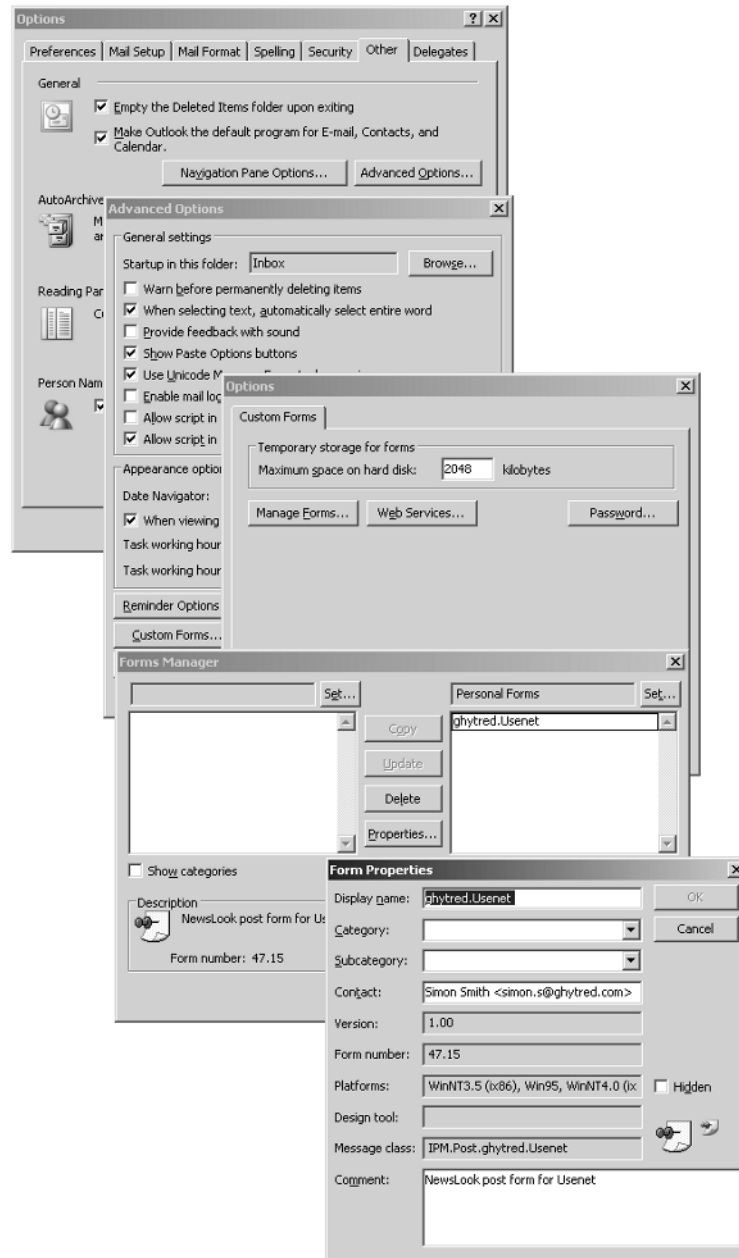 Options
Preferences Mail Setup Mail Format Spelling Security Other Delegates
General
Empty the Deleted Items folder upon exiting
Make Outlook the default program for E-mail, Contacts, and
Calendar.
Navigation Pane Options... Advanced Options...
AutoArchive
M
ar
Reading Pan
Person Nam
Advanced Options
General settings
Startup in this folder: Inbox Browse...
Warn before permanently deleting items
When selecting text, automatically select entire word
Provide feedback with sound
Show Paste Options buttons
Use Unicode
Enable mail log
Allow script in
Allow script in
Appearance option
Date Navigator:
When viewing
Task working hour
Task working hour
Reminder Options
Custom Forms...
Options
Custom Forms
Temporary storage for forms
Maximum space on hard disk: 2048 kilobytes
Manage Forms... Web Services... Password...
Forms Manager
Set... Personal Forms Set...
ghytred.Usenet
Copy
Update
Delete
Properties...
Show categories
Description
NewsLook post form for Us
Form number: 47.15
Form Properties
Display name: ghytred.Usenet OK
Category: Cancel
Subcategory:
Contact: Simon Smith <simon.s@ghytred.com>
Version: 1.00
Form number: 47.15
Platforms: WinNT3.5 (ix86), Win95, WinNT4.0 (ix Hidden
Design tool:
Message class: IPM.Post.ghytred.Usenet
Comment: NewsLook post form for Usenet